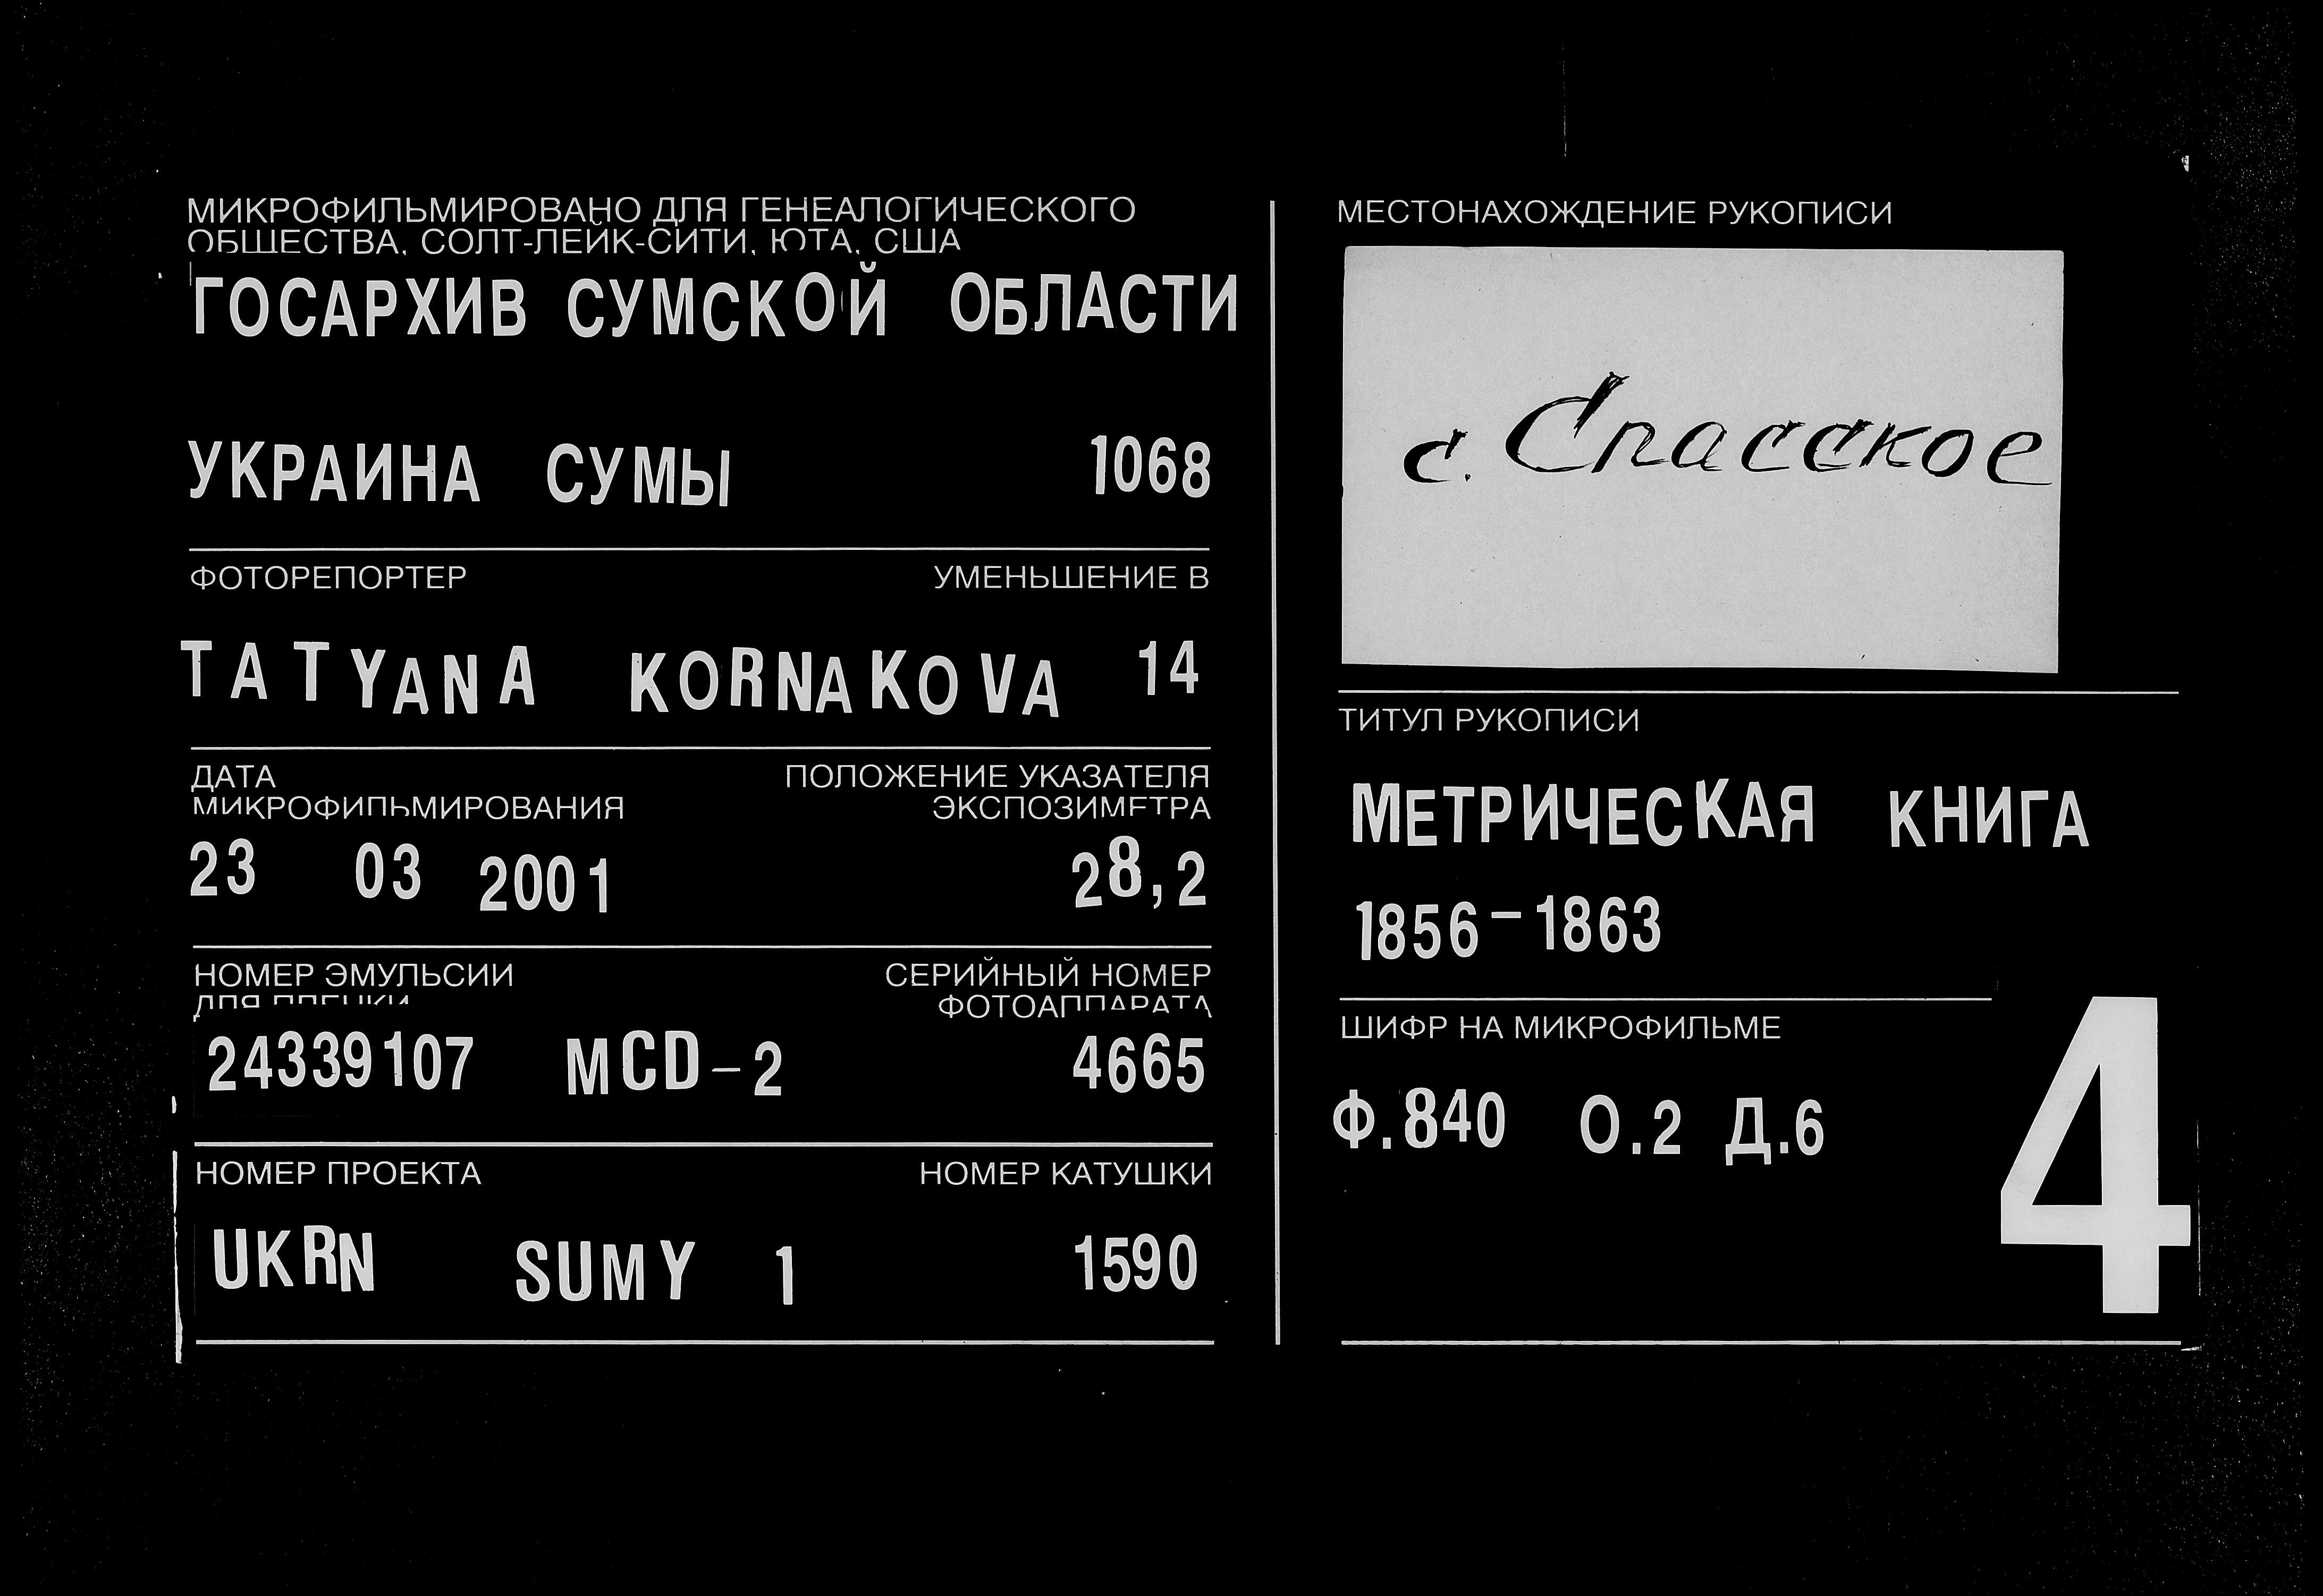 МИКРОФИЛЬМИРОВАНО ДЛЯ ГЕНЕАЛОГИЧЕСКОГО
ОБЩЕСТВА, СОЛТ-ЛЕЙК-СИТИ, ЮТА, США
ГОСАРХИВ СУМСКОЙ ОБЛАСТИ
УКРАИНА СУМЫ 1068
ФОТОРЕПОРТЕР УМЕНЬШЕНИЕ В
TATYANA KORNAKOVA 14
ДАТА ПОЛОЖЕНИЕ УКАЗАТЕЛЯ
МИКРОФИЛЬМИРОВАНИЯ ЭКСПОЗИМЕТРА
23 03 2001 28,2
НОМЕР ЭМУЛЬСИИ СЕРИЙНЫЙ НОМЕР
ДЛЯ ПЛЕНКИ ФОТОАППАРАТА
24339107 MCD-2 4665
НОМЕР ПРОЕКТА НОМЕР КАТУШКИ
UKRN SUMY 1 1590
МЕСТОНАХОЖДЕНИЕ РУКОПИСИ
с. Спасское
ТИТУЛ РУКОПИСИ
МЕТРИЧЕСКАЯ КНИГА
1856-1863
ШИФР НА МИКРОФИЛЬМЕ
Ф.840 О.2 Д.6
4